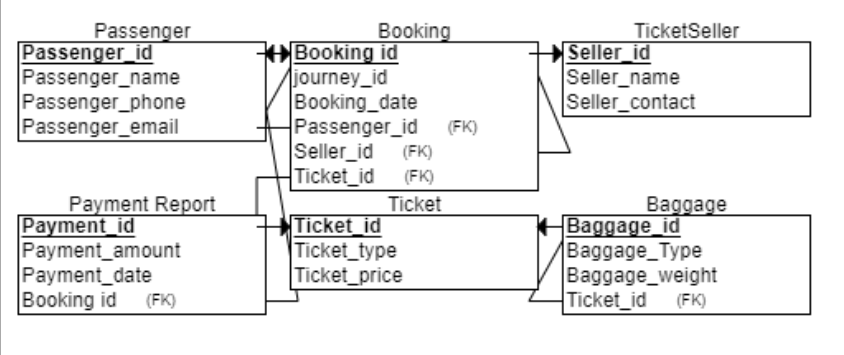 Passenger
Passenger_id
Passenger_name
Passenger_phone
Passenger_email
Booking
Booking id
journey_id
Booking_date
Passenger_id (FK)
Seller_id (FK)
Ticket_id (FK)
TicketSeller
Seller_id
Seller_name
Seller_contact
Payment Report
Payment_id
Payment_amount
Payment_date
Booking id (FK)
Ticket
Ticket_id
Ticket_type
Ticket_price
Baggage
Baggage_id
Baggage_Type
Baggage_weight
Ticket_id (FK)